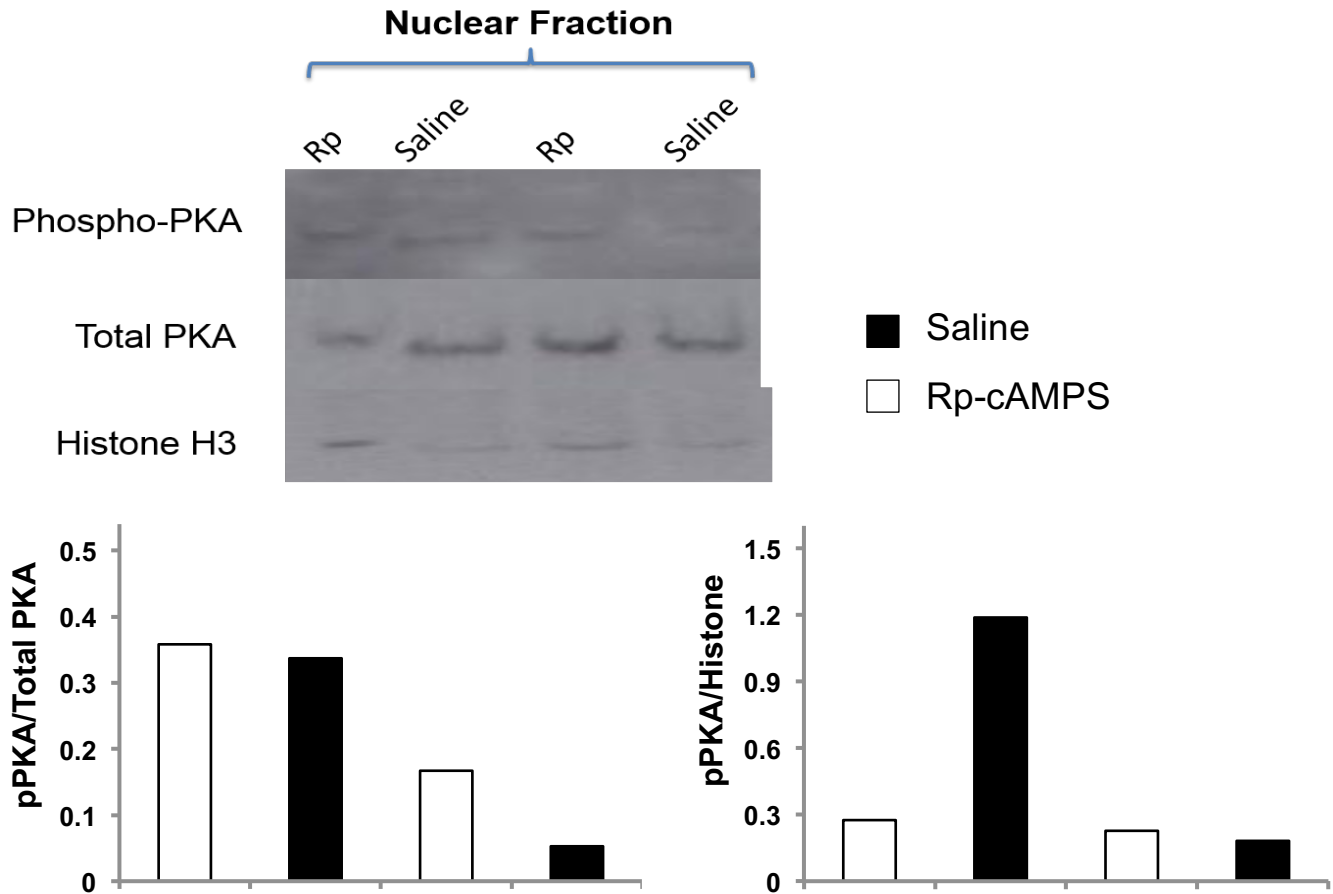 Nuclear Fraction
Rp
Saline
Rp
Saline
Phospho-PKA
Total PKA
Histone H3
Saline
Rp-cAMPS
pPKA/Total PKA
0.5
0.4
0.3
0.2
0.1
0
pPKA/Histone
1.5
1.2
0.9
0.6
0.3
0